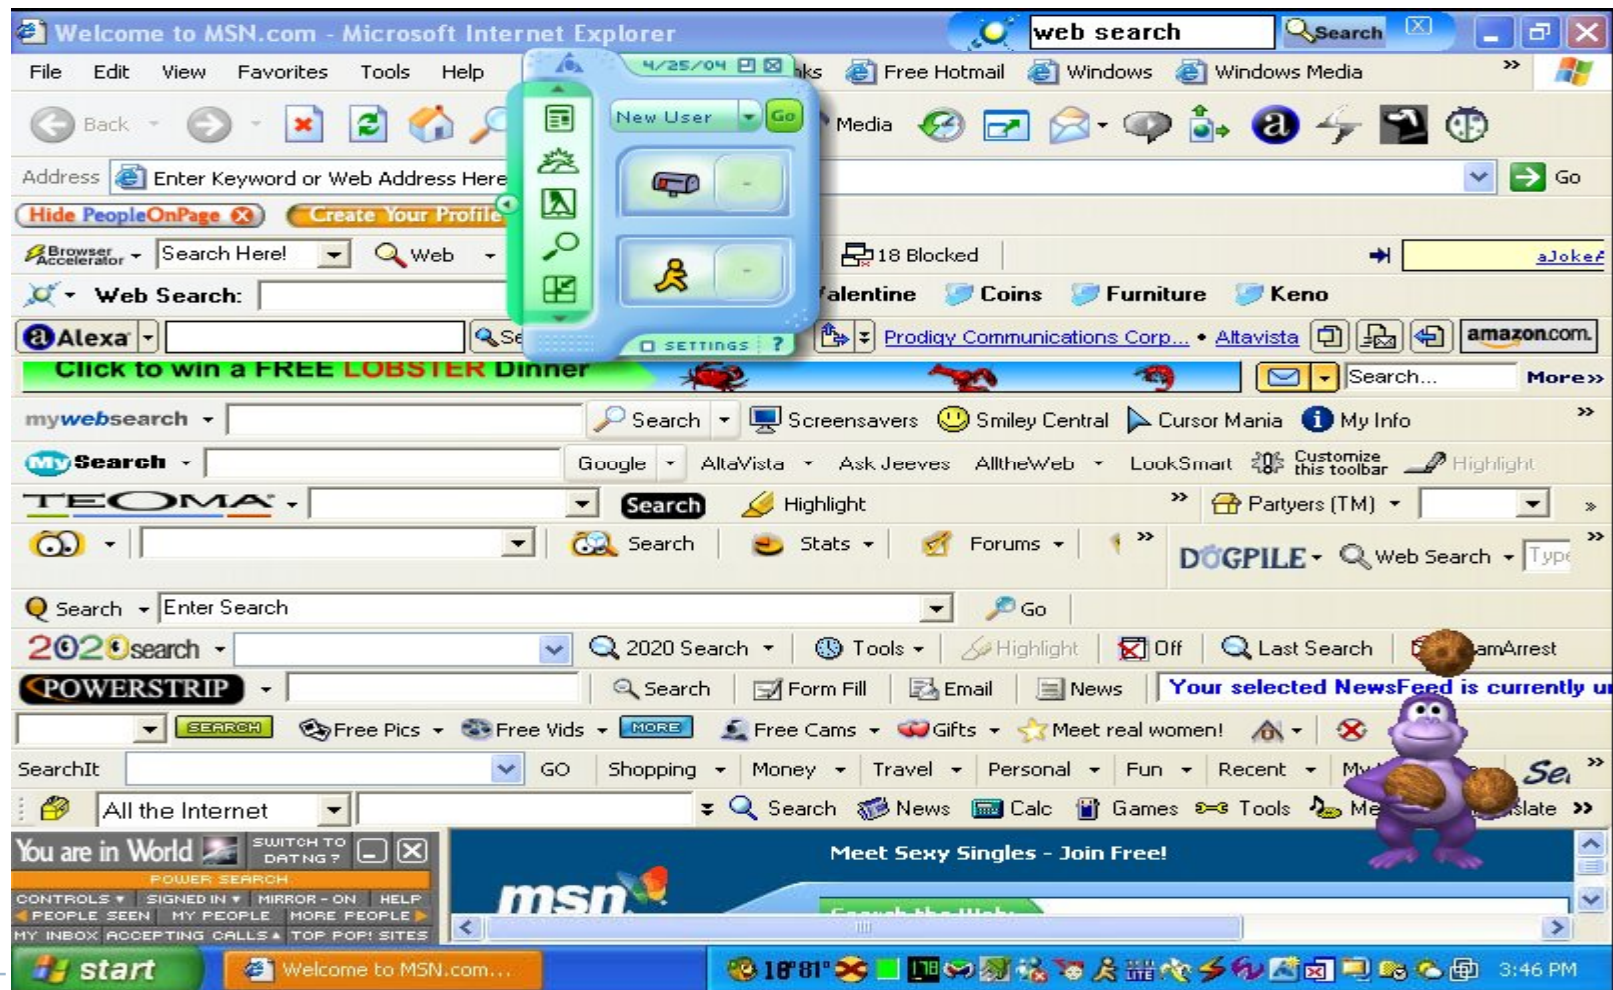 Welcome to MSN.com - Microsoft Internet Explorer
web search Search
File Edit View Favorites Tools Help 4/25/04 Free Hotmail Windows Windows Media »
Back New User Go Media
Address Enter Keyword or Web Address Here Go
Hide PeopleOnPage Create Your Profile
Browser Accelerator Search Here! Web 18 Blocked
Web Search: Coins Furniture Keno
Alexa SETTINGS ? Prodigy Communications Corp... • Altavista amazon.com.
Click to win a FREE LOBSTER Dinner Search... More»
mywebsearch Search Screensavers Smiley Central Cursor Mania My Info »
My Search Google AltaVista Ask Jeeves AlltheWeb LookSmart Customize this toolbar Highlight
TEOMA Search Highlight » Partyers (TM) »
Search Stats Forums » DOGPILE Web Search Type »
Search Enter Search Go
2020search 2020 Search Tools Highlight Off Last Search amArrest
POWERSTRIP Search Form Fill Email News Your selected NewsFeed is currently un
SEARCH Free Pics Free Vids MORE Free Cams Gifts Meet real women!
SearchIt GO Shopping Money Travel Personal Fun Recent »
All the Internet Search News Calc Games Tools »
You are in World SWITCH TO DATNG? Meet Sexy Singles - Join Free!
POWER SEARCH
CONTROLS SIGNED IN MIRROR - ON HELP msn
PEOPLE SEEN MY PEOPLE MORE PEOPLE
MY INBOX ACCEPTING CALLS TOP POP! SITES
start Welcome to MSN.com... 18° 81° 3:46 PM